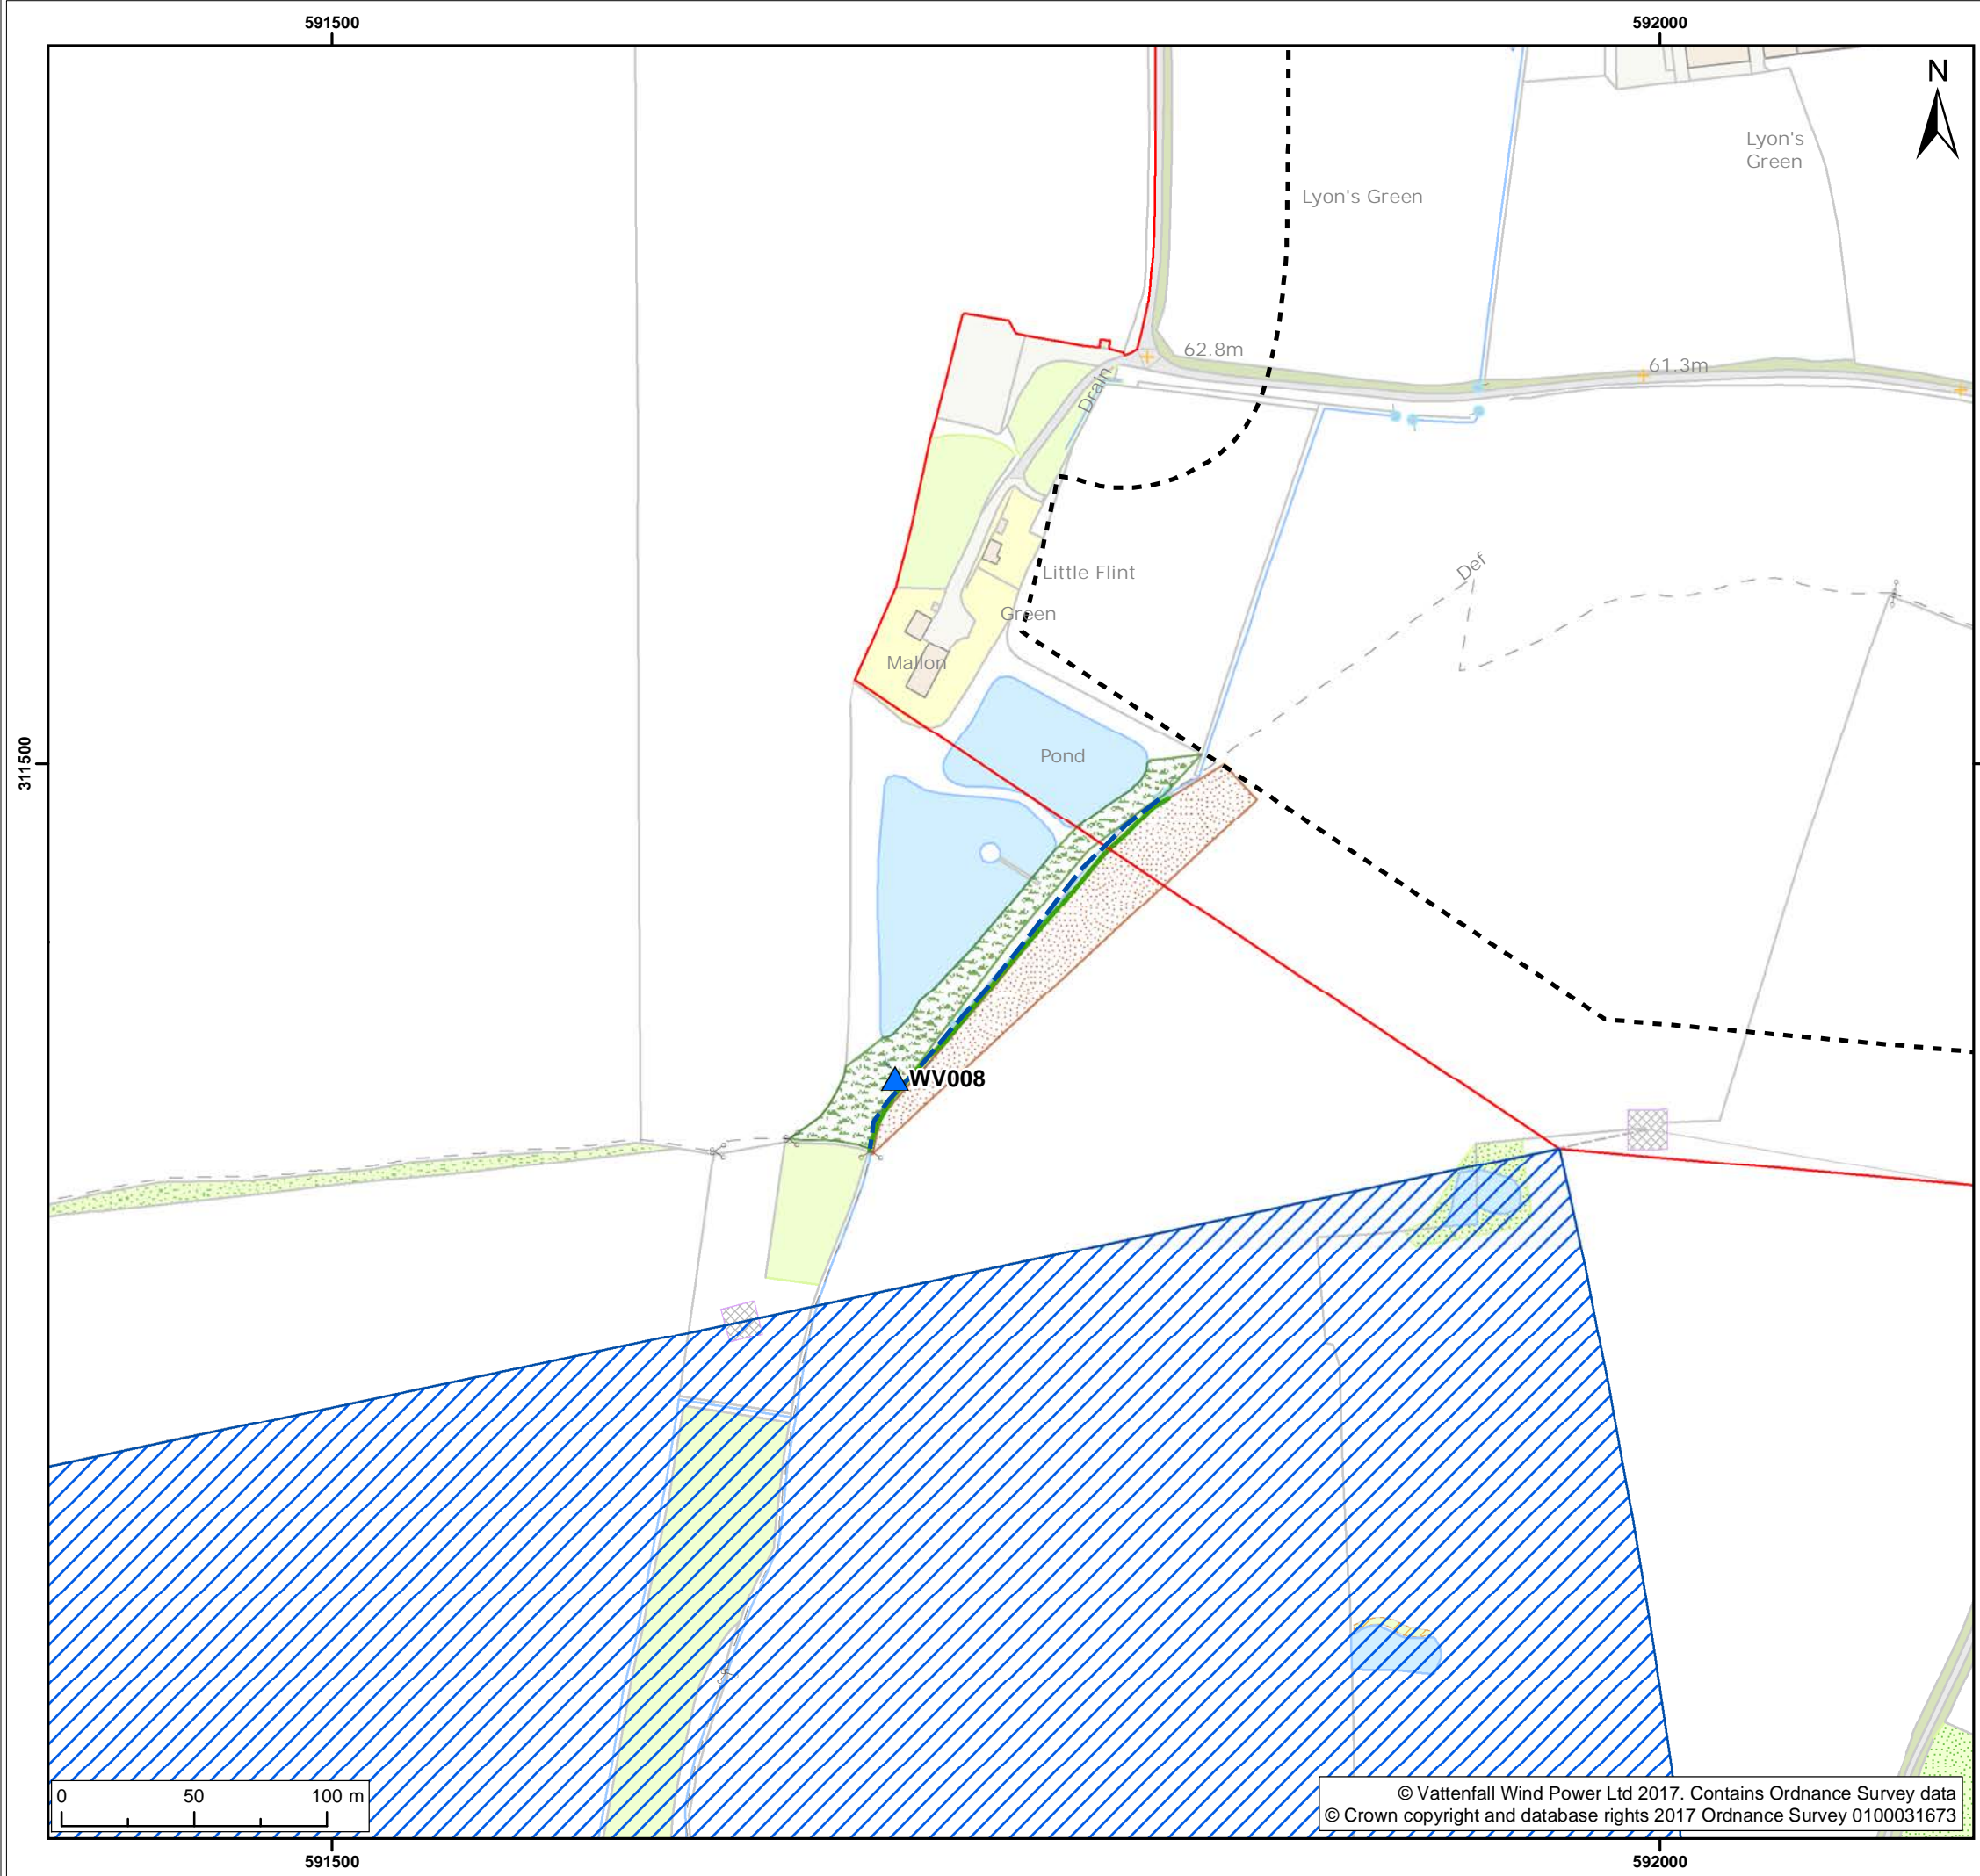 591500
592000
N
Lyon's
Green
Lyon's Green
62.8m
61.3m
Drain
Def
Little Flint
Green
Mallon
311500
Pond
WV008
0 50 100 m
© Vattenfall Wind Power Ltd 2017. Contains Ordnance Survey data
© Crown copyright and database rights 2017 Ordnance Survey 0100031673
591500
592000